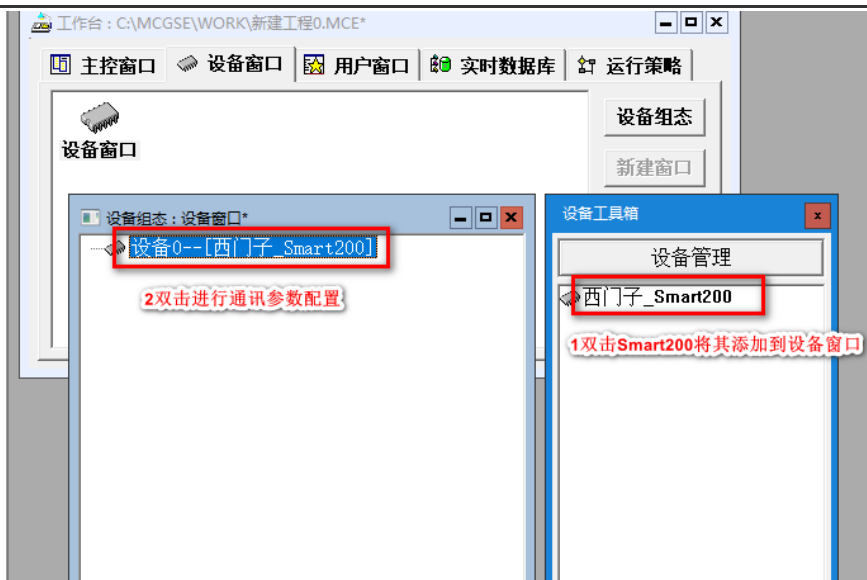 工作台 : C:\MCGSE\WORK\新建工程0.MCE*
主控窗口 设备窗口 用户窗口 实时数据库 运行策略
设备窗口
设备组态
新建窗口
设备组态 : 设备窗口*
设备0--[西门子_Smart200]
2双击进行通讯参数配置
设备工具箱
设备管理
西门子_Smart200
1双击Smart200将其添加到设备窗口